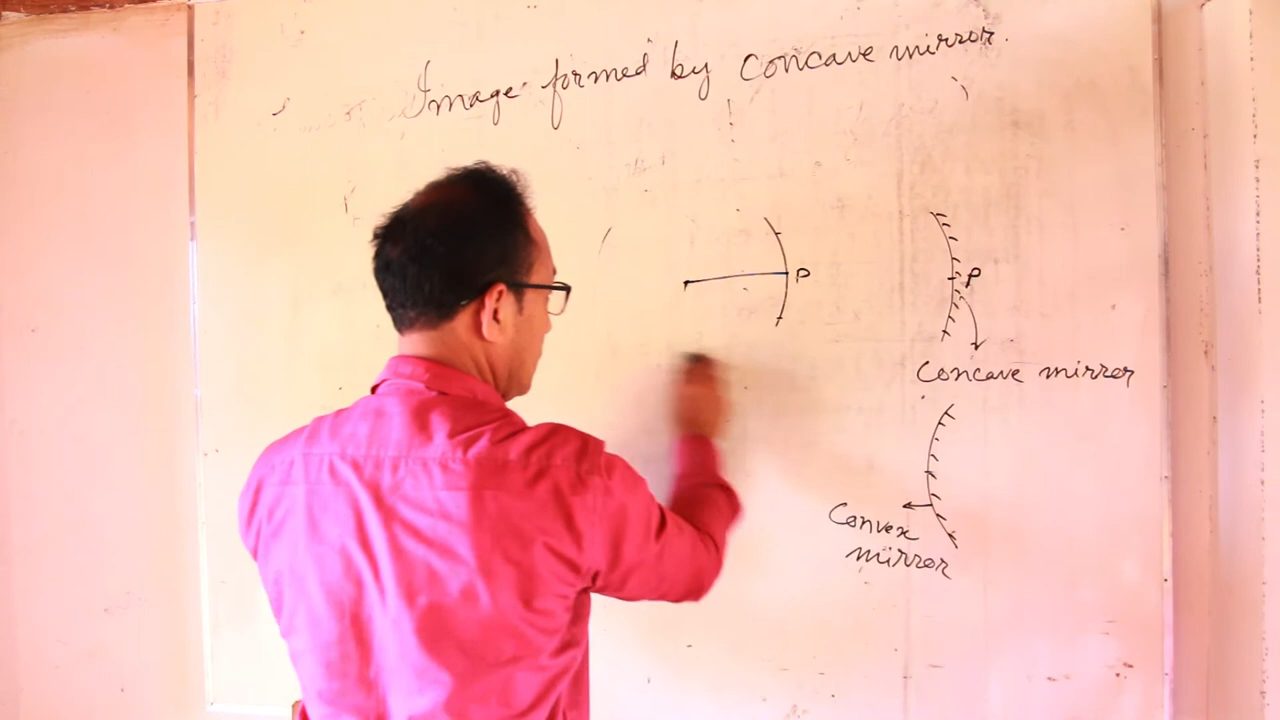 Image formed by Concave mirror.
P
P
Concave mirror
Convex
mirror